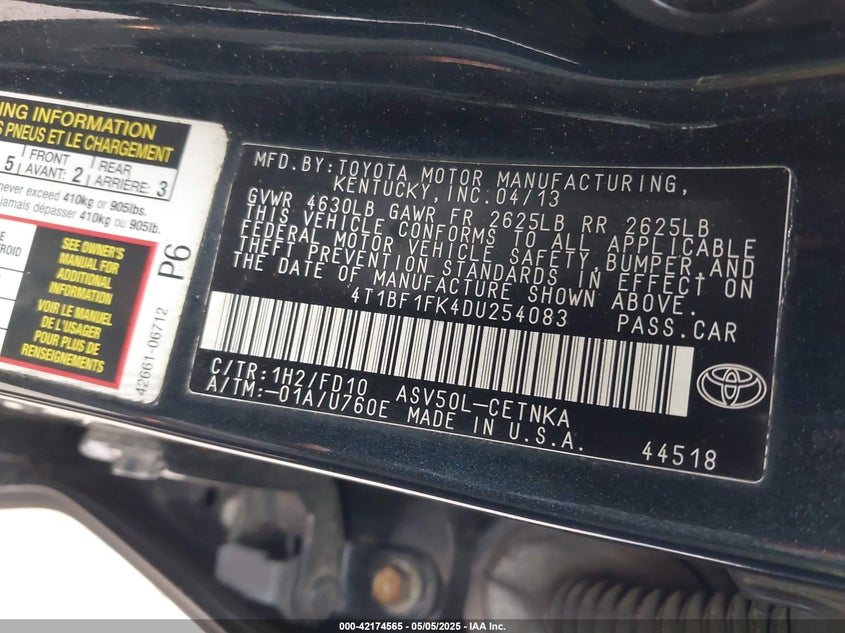 ING INFORMATION
S PNEUS ET LE CHARGEMENT
5 FRONT AVANT: 2 REAR ARRIÈRE: 3
never exceed 410kg or 905lbs.
jamais dépasser 410kg ou 905lb.
SEE OWNER'S
MANUAL FOR
ADDITIONAL
INFORMATION
VOIR LE MANUEL
DE L'USAGER
POUR PLUS DE
RENSEIGNEMENTS
P6
42661-06712
MFD.BY:TOYOTA MOTOR MANUFACTURING,
KENTUCKY, INC.04/13
GVWR 4630LB GAWR FR 2625LB RR 2625LB
THIS VEHICLE CONFORMS TO ALL APPLICABLE
FEDERAL MOTOR VEHICLE SAFETY,BUMPER,AND
THEFT PREVENTION STANDARDS IN EFFECT ON
THE DATE OF MANUFACTURE SHOWN ABOVE.
4T1BF1FK4DU254083 PASS.CAR
C/TR:1H2/FD10 ASV50L-CETNKA
A/TM:-01A/U760E MADE IN U.S.A.
44518
000-42174565 - 05/05/2025 - IAA Inc.